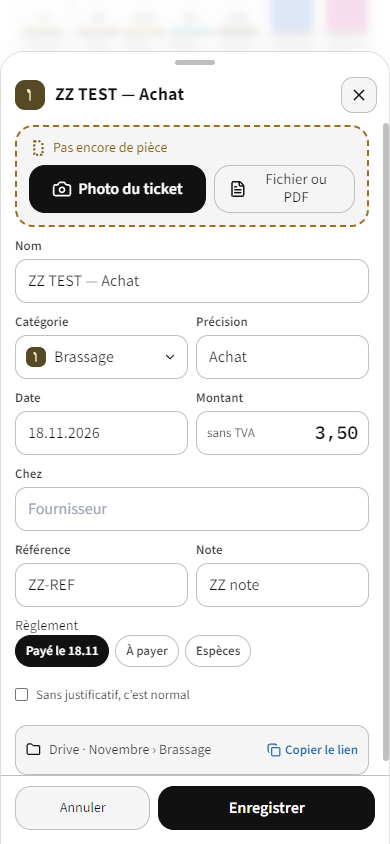 ZZ TEST — Achat
Pas encore de pièce
Photo du ticket
Fichier ou
PDF
Nom
ZZ TEST — Achat
Catégorie
Précision
Brassage
Achat
Date
Montant
18.11.2026
sans TVA
3,50
Chez
Fournisseur
Référence
Note
ZZ-REF
ZZ note
Règlement
Payé le 18.11
À payer
Espèces
Sans justificatif, c’est normal
Drive · Novembre › Brassage
Copier le lien
Annuler
Enregistrer